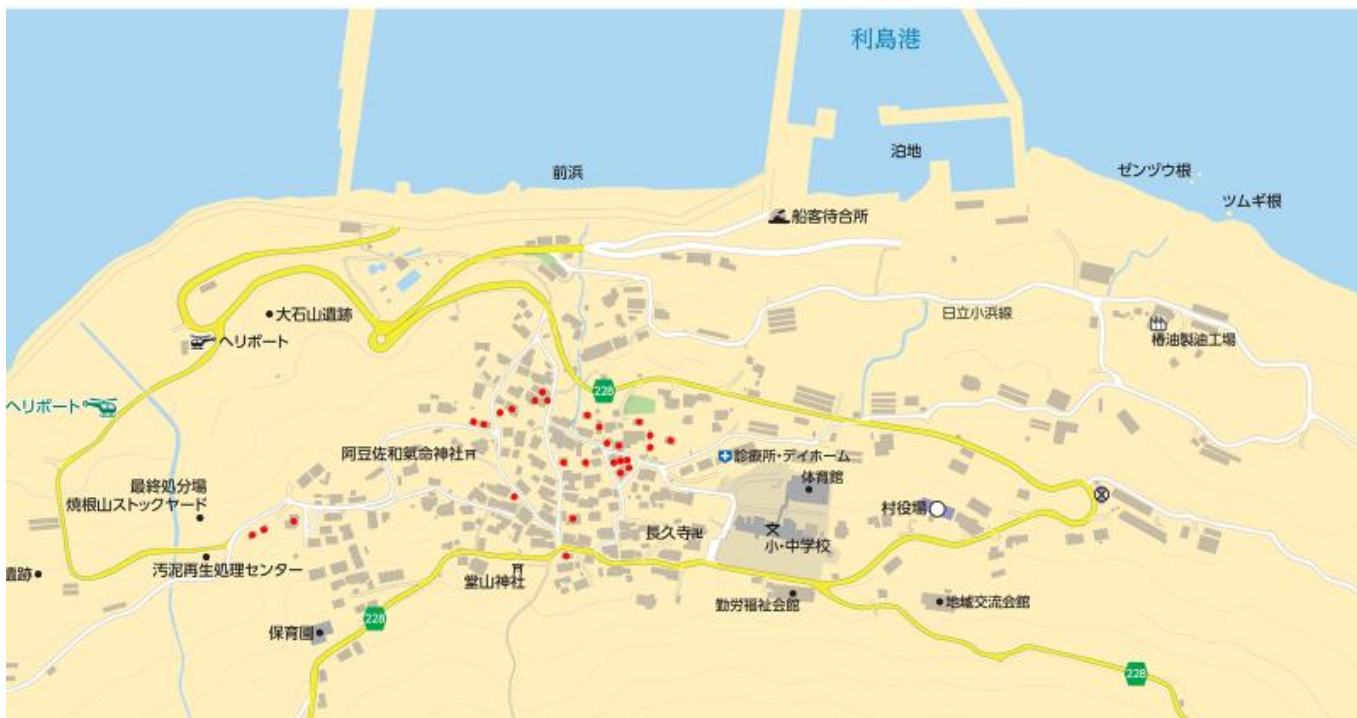 利島港
泊地
前浜
ゼンヅウ根
ツムギ根
船客待合所
大石山遺跡
日立小浜線
ヘリポート
椿油製油工場
228
ヘリポート
阿豆佐和氣命神社
診療所・デイホーム
体育館
最終処分場
焼根山ストックヤード
村役場
長久寺
小・中学校
汚泥再生処理センター
遺跡
堂山神社
勤労福祉会館
地域交流会館
228
保育園
228